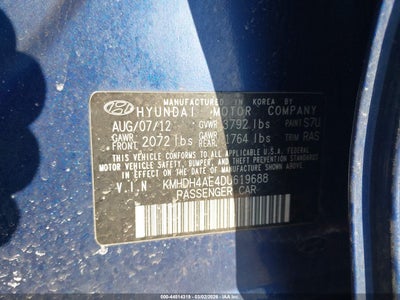 MANUFACTURED IN KOREA BY
HYUNDAI MOTOR COMPANY
AUG/07/12 GVWR 3792 lbs PAINT S7U
GAWR FRONT 2072 lbs GAWR REAR 1764 lbs TRIM RAS
THIS VEHICLE CONFORMS TO ALL APPLICABLE U.S. FEDERAL
MOTOR VEHICLE SAFETY, BUMPER, AND THEFT PREVENTION
STANDARDS IN EFFECT ON THE DATE OF MANUFACTURE SHOWN ABOVE.
V.I.N KMHDH4AE4DU619688
PASSENGER CAR
ID: 000-44814319 - 03/02/2026 - © IAA Inc